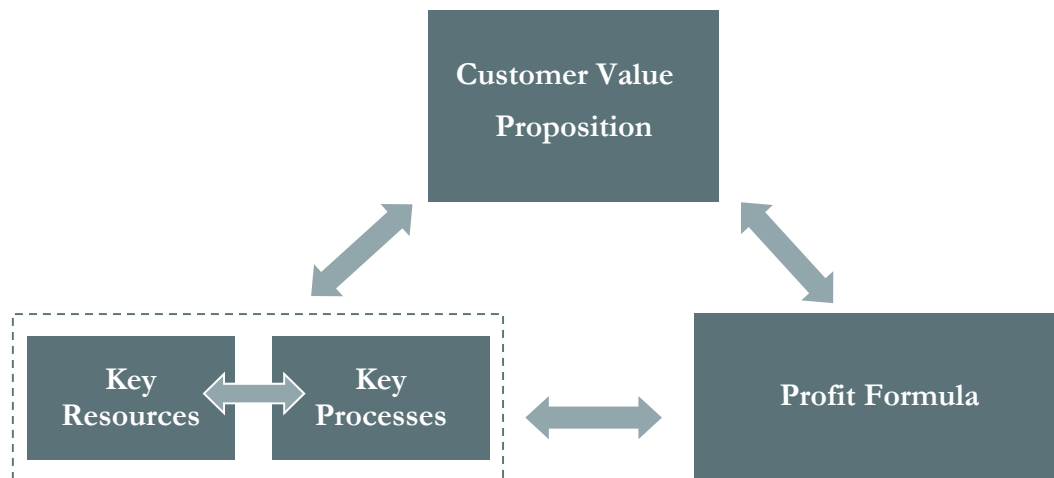 Customer Value
Proposition
Key
Resources
Key
Processes
Profit Formula